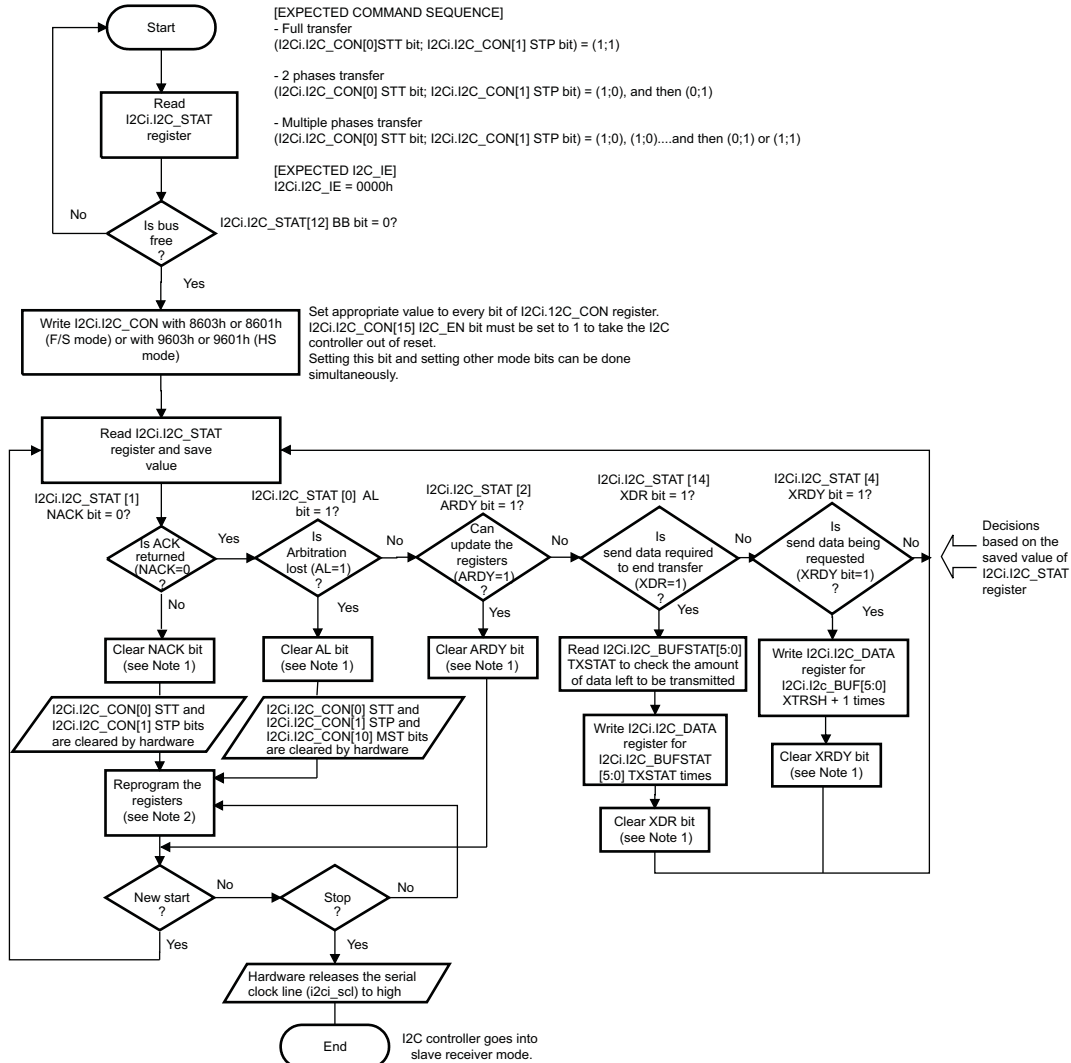 Start
[EXPECTED COMMAND SEQUENCE]
- Full transfer
(I2Ci.I2C_CON[0]STT bit; I2Ci.I2C_CON[1] STP bit) = (1;1)
- 2 phases transfer
(I2Ci.I2C_CON[0] STT bit; I2Ci.I2C_CON[1] STP bit) = (1;0), and then (0;1)
- Multiple phases transfer
(I2Ci.I2C_CON[0] STT bit; I2Ci.I2C_CON[1] STP bit) = (1;0), (1;0)....and then (0;1) or (1;1)
[EXPECTED I2C_IE]
I2Ci.I2C_IE = 0000h
Read
I2Ci.I2C_STAT
register
No
Is bus
free
?
I2Ci.I2C_STAT[12] BB bit = 0?
Yes
Write I2Ci.I2C_CON with 8603h or 8601h
(F/S mode) or with 9603h or 9601h (HS
mode)
Set appropriate value to every bit of I2Ci.12C_CON register.
I2Ci.I2C_CON[15] I2C_EN bit must be set to 1 to take the I2C
controller out of reset.
Setting this bit and setting other mode bits can be done
simultaneously.
Read I2Ci.I2C_STAT
register and save
value
I2Ci.I2C_STAT [1]
NACK bit = 0?
I2Ci.I2C_STAT [0] AL
bit = 1?
I2Ci.I2C_STAT [2]
ARDY bit = 1?
I2Ci.I2C_STAT [14]
XDR bit = 1?
I2Ci.I2C_STAT [4]
XRDY bit = 1?
Is ACK
returned
(NACK=0
?
Yes
No
Is
Arbitration
lost (AL=1)
?
No
Yes
Can
update the
registers
(ARDY=1)
?
No
Yes
Is
send data required
to end transfer
(XDR=1)
?
No
Yes
Is
send data being
requested
(XRDY bit=1)
?
No
Yes
Decisions
based on the
saved value of
I2Ci.I2C_STAT
register
Clear NACK bit
(see Note 1)
Clear AL bit
(see Note 1)
Clear ARDY bit
(see Note 1)
Read I2Ci.I2C_BUFSTAT[5:0]
TXSTAT to check the amount
of data left to be transmitted
Write I2Ci.I2C_DATA
register for
I2Ci.I2c_BUF[5:0]
XTRSH + 1 times
I2Ci.I2C_CON[0] STT and
I2Ci.I2C_CON[1] STP bits
are cleared by hardware
I2Ci.I2C_CON[0] STT and
I2Ci.I2C_CON[1] STP and
I2Ci.I2C_CON[10] MST bits
are cleared by hardware
Write I2Ci.I2C_DATA
register for
I2Ci.I2C_BUFSTAT
[5:0] TXSTAT times
Clear XRDY bit
(see Note 1)
Reprogram the
registers
(see Note 2)
Clear XDR bit
(see Note 1)
New start
?
No
Yes
Stop
?
No
Yes
Hardware releases the serial
clock line (i2ci_scl) to high
End
I2C controller goes into
slave receiver mode.